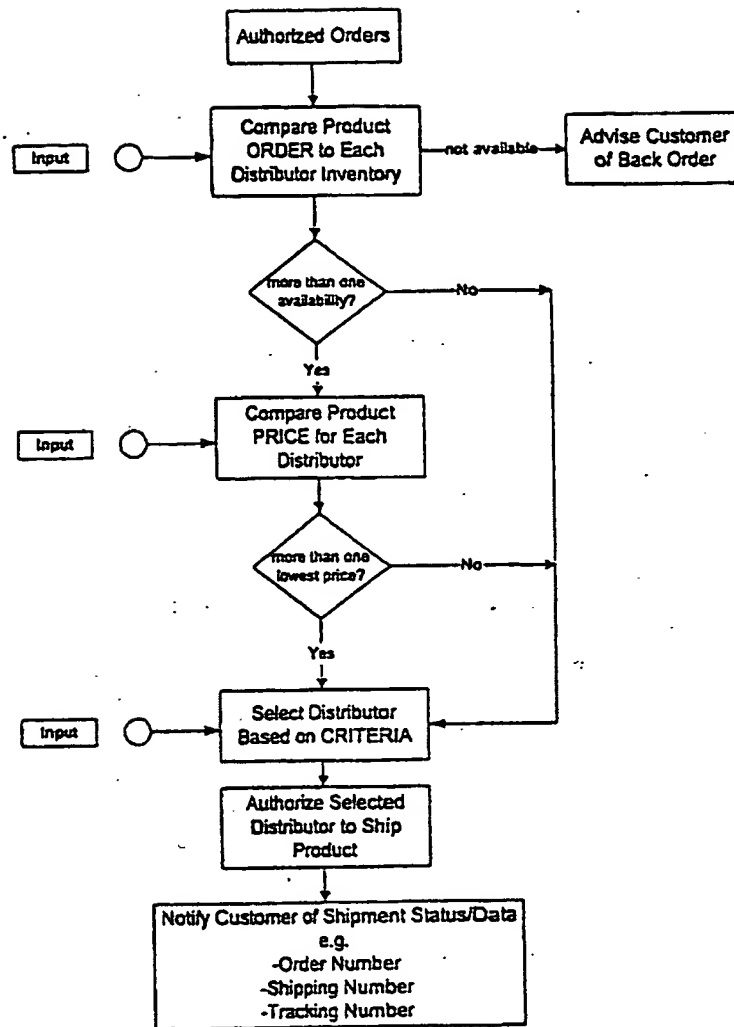 Authorized Orders
Input
Compare Product
ORDER to Each
Distributor Inventory
not available
Advise Customer
of Back Order
more than one
availability?
No
Yes
Input
Compare Product
PRICE for Each
Distributor
more than one
lowest price?
No
Yes
Input
Select Distributor
Based on CRITERIA
Authorize Selected
Distributor to Ship
Product
Notify Customer of Shipment Status/Data
e.g.
-Order Number
-Shipping Number
-Tracking Number